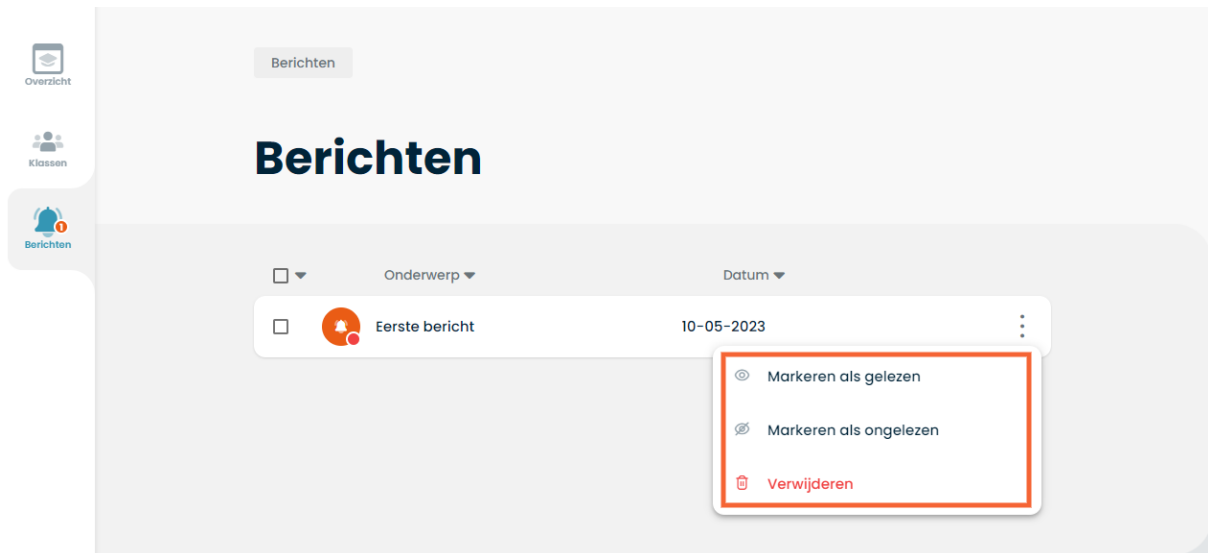 Overzicht
Klassen
1
Berichten
Berichten
Berichten
Onderwerp Datum
Eerste bericht 10-05-2023
Markeren als gelezen
Markeren als ongelezen
Verwijderen